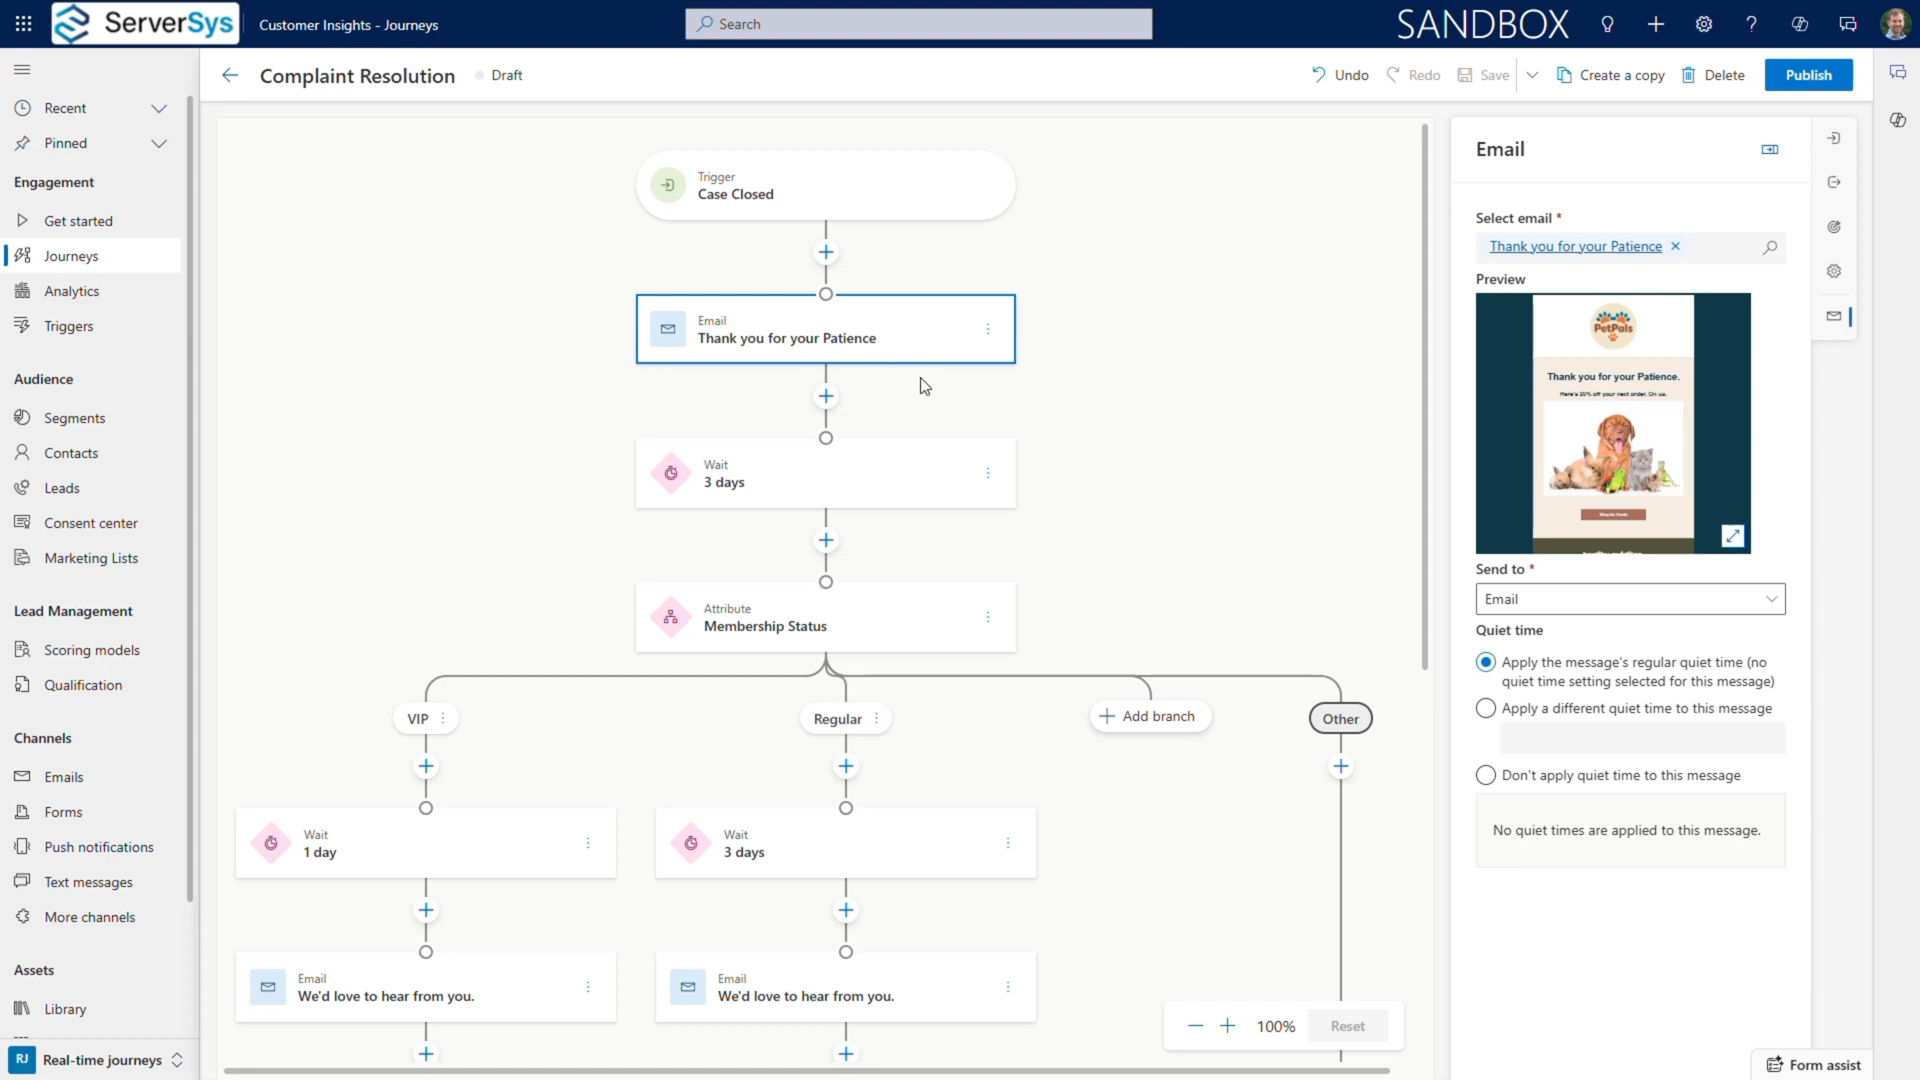 ServerSys
Customer Insights - Journeys
Search
SANDBOX
Complaint Resolution
Draft
Undo
Redo
Save
Create a copy
Delete
Publish
Recent
Pinned
Engagement
Get started
Journeys
Analytics
Triggers
Audience
Segments
Contacts
Leads
Consent center
Marketing Lists
Lead Management
Scoring models
Qualification
Channels
Emails
Forms
Push notifications
Text messages
More channels
Assets
Library
RJ Real-time journeys
Trigger
Case Closed
Email
Thank you for your Patience
Wait
3 days
Attribute
Membership Status
VIP
Regular
Add branch
Other
Wait
1 day
Wait
3 days
Email
We'd love to hear from you.
Email
We'd love to hear from you.
100%
Reset
Email
Select email *
Thank you for your Patience
Preview
PetPals
Thank you for your Patience.
Here's 20% off your next order. On us.
Send to *
Email
Quiet time
Apply the message's regular quiet time (no
quiet time setting selected for this message)
Apply a different quiet time to this message
Don't apply quiet time to this message
No quiet times are applied to this message.
Form assist